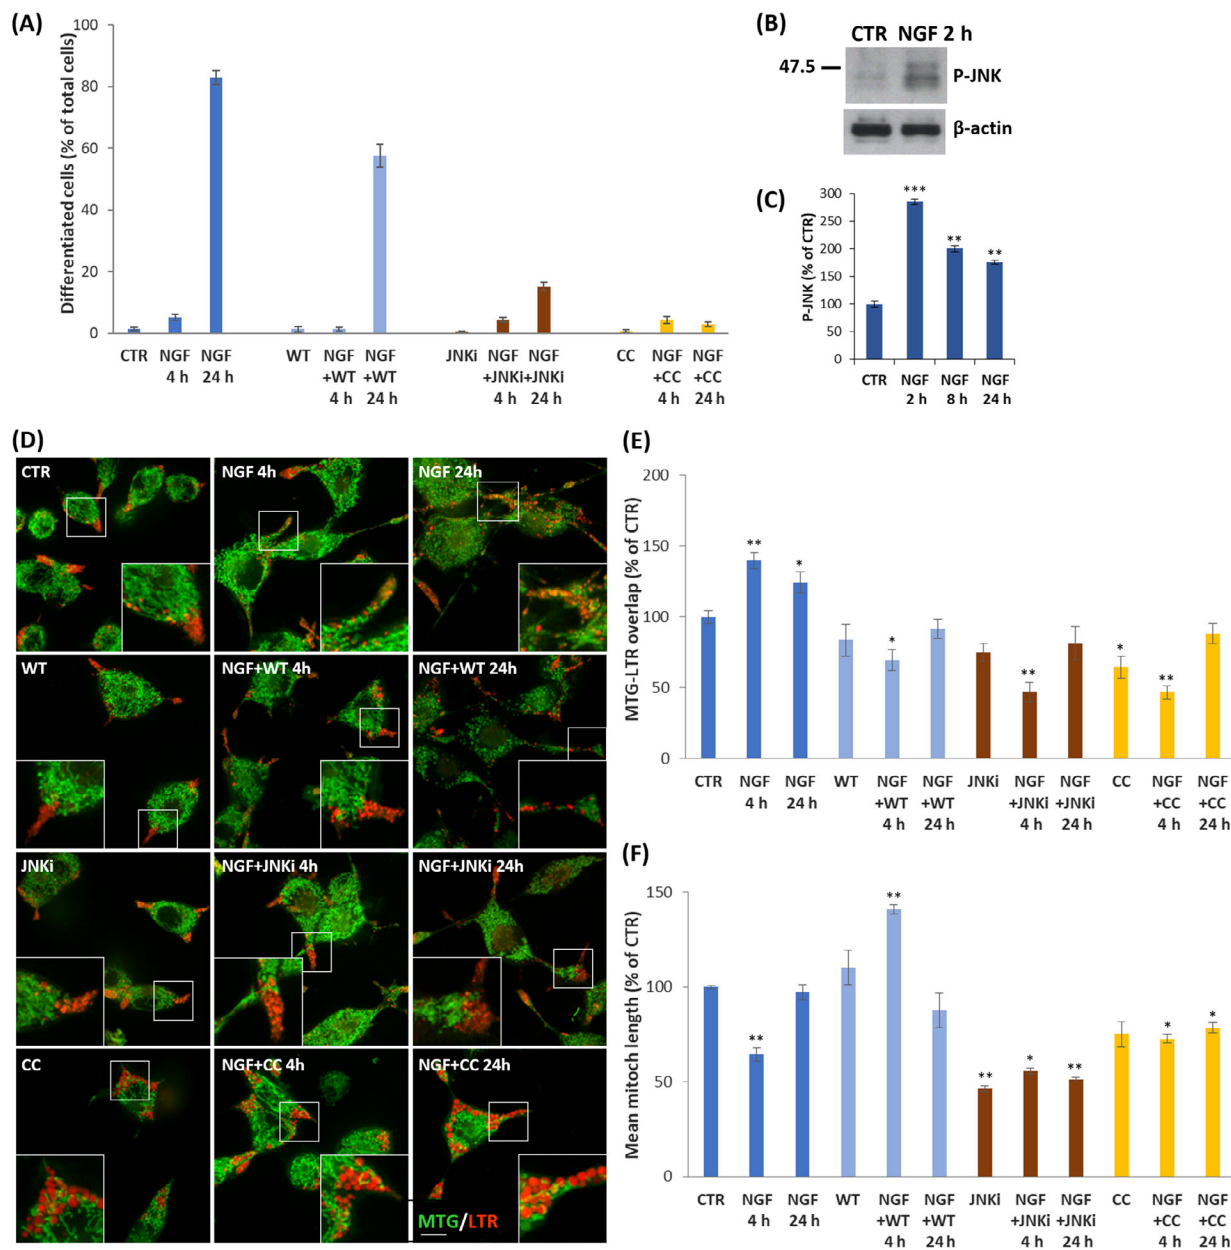 (A)
Differentiated cells (% of total cells)
100
80
60
40
20
0
CTR NGF NGF WT NGF NGF JNKi NGF NGF CC NGF NGF
4 h 24 h +WT +WT +JNKi+JNKi +CC +CC
4 h 24 h 4 h 24 h 4 h 24 h
(B)
CTR NGF 2 h
47.5
P-JNK
β-actin
(C)
P-JNK (% of CTR)
300
250
200
150
100
50
0
***
**
**
CTR NGF NGF NGF
2 h 8 h 24 h
(D)
CTR NGF 4h NGF 24h
WT NGF+WT 4h NGF+WT 24h
JNKi NGF+JNKi 4h NGF+JNKi 24h
CC NGF+CC 4h NGF+CC 24h
MTG/LTR
(E)
MTG-LTR overlap (% of CTR)
200
150
100
50
0
**
*
*
**
*
**
CTR NGF NGF WT NGF NGF JNKi NGF NGF CC NGF NGF
4 h 24 h +WT +WT +JNKi +JNKi +CC +CC
4 h 24 h 4 h 24 h 4 h 24 h
(F)
Mean mitoch length (% of CTR)
150
100
50
0
**
**
**
*
**
*
*
CTR NGF NGF WT NGF NGF JNKi NGF NGF CC NGF NGF
4 h 24 h +WT +WT +JNKi +JNKi +CC +CC
4 h 24 h 4 h 24 h 4 h 24 h